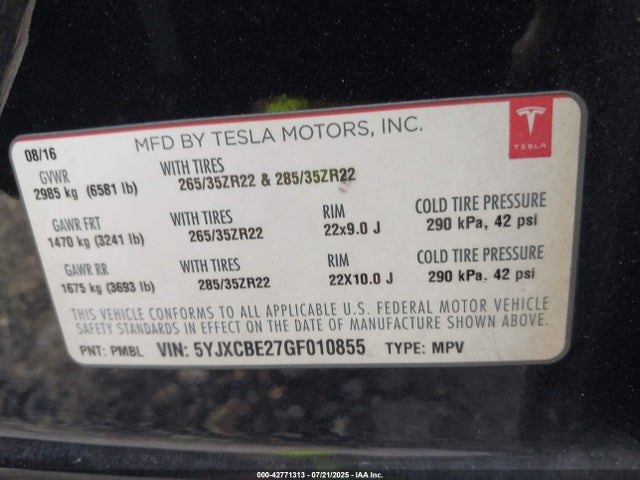 08/16 MFD BY TESLA MOTORS, INC.
TESLA
GVWR WITH TIRES
2985 kg (6581 lb) 265/35ZR22 & 285/35ZR22
GAWR FRT WITH TIRES RIM COLD TIRE PRESSURE
1470 kg (3241 lb) 265/35ZR22 22x9.0 J 290 kPa, 42 psi
GAWR RR WITH TIRES RIM COLD TIRE PRESSURE
1675 kg (3693 lb) 285/35ZR22 22X10.0 J 290 kPa. 42 psi
THIS VEHICLE CONFORMS TO ALL APPLICABLE U.S. FEDERAL MOTOR VEHICLE
SAFETY STANDARDS IN EFFECT ON THE DATE OF MANUFACTURE SHOWN ABOVE.
PNT: PMBL VIN: 5YJXCBE27GF010855 TYPE: MPV
000-42771313 - 07/21/2025 - IAA Inc.